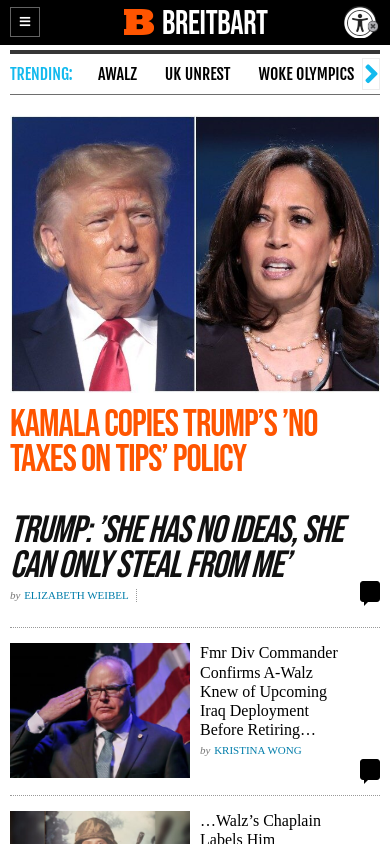 B BREITBART
TRENDING: AWALZ UK UNREST WOKE OLYMPICS
KAMALA COPIES TRUMP’S ’NO
TAXES ON TIPS’ POLICY
TRUMP: ’SHE HAS NO IDEAS, SHE
CAN ONLY STEAL FROM ME’
by ELIZABETH WEIBEL
Fmr Div Commander
Confirms A-Walz
Knew of Upcoming
Iraq Deployment
Before Retiring…
by KRISTINA WONG
…Walz’s Chaplain
Labels Him